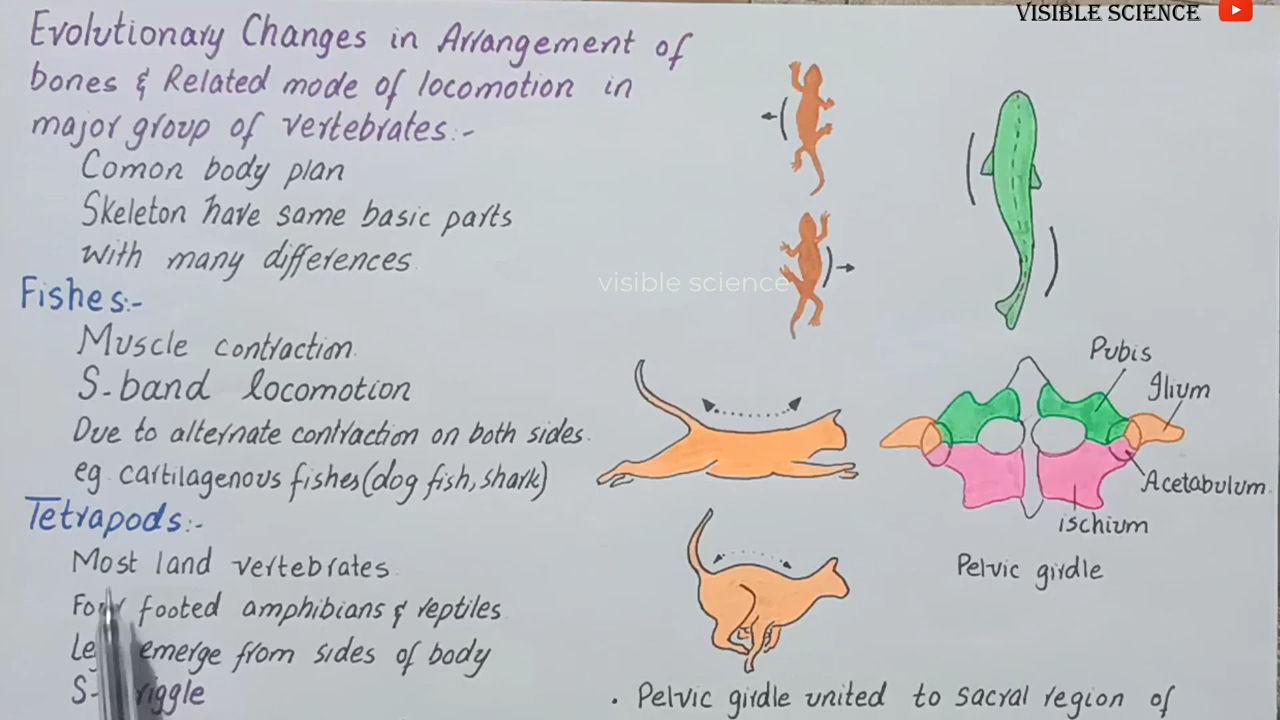 VISIBLE SCIENCE
Evolutionary Changes in Arrangement of
bones & Related mode of locomotion in
major group of vertebrates:-
Comon body plan
Skeleton have same basic parts
with many differences.
visible science
Fishes:-
Muscle contraction.
S-band locomotion
Due to alternate contraction on both sides.
eg. cartilagenous fishes (dog fish, shark)
Tetrapods:-
Most land vertebrates.
footed amphibians & reptiles.
emerge from sides of body
Pubis
Ilium
Acetabulum
ischium
Pelvic girdle
. Pelvic girdle united to sacral region of